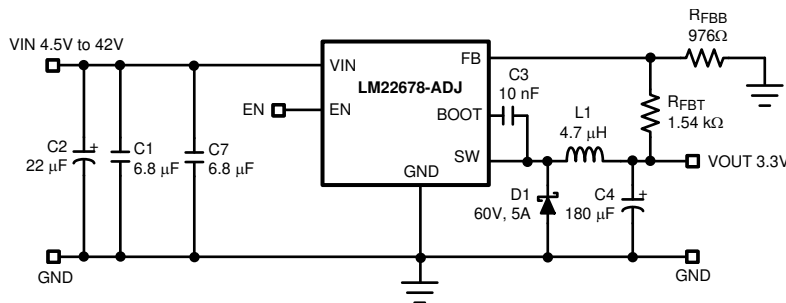 VIN 4.5V to 42V
VIN
LM22678-ADJ
FB
RFBB
976Ω
EN
EN
BOOT
C3
10 nF
RFBT
1.54 kΩ
L1
4.7 μH
C2
22 μF
+
C1
6.8 μF
C7
6.8 μF
SW
GND
VOUT 3.3V
D1
60V, 5A
C4
180 μF
+
GND
GND